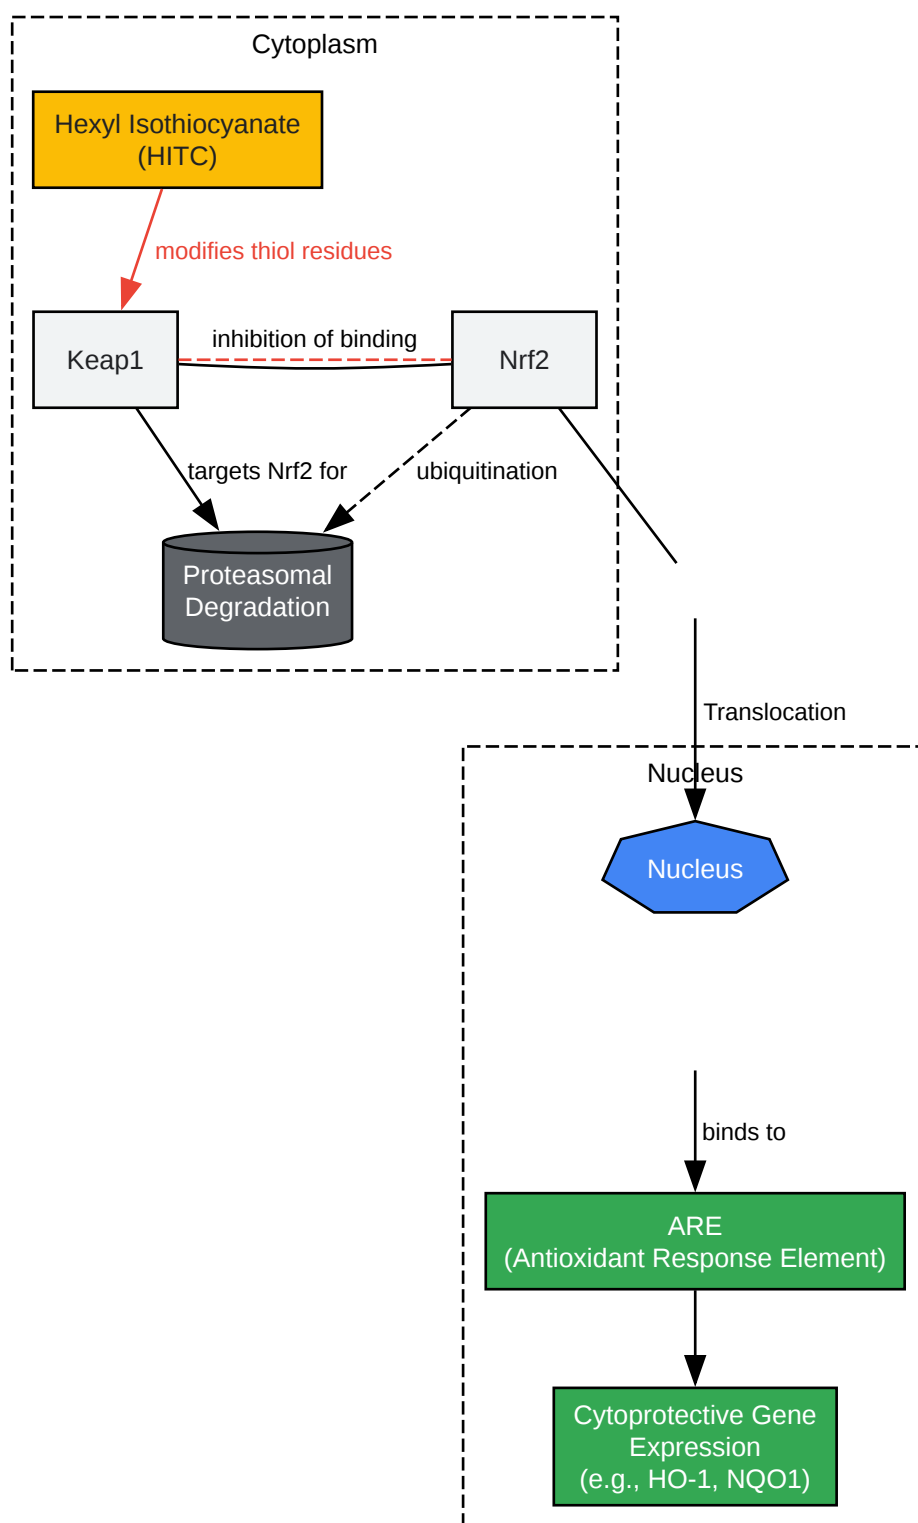 Cytoplasm
Hexyl Isothiocyanate
(HITC)
modifies thiol residues
Keap1
inhibition of binding
Nrf2
targets Nrf2 for
ubiquitination
Proteasomal
Degradation
Translocation
Nucleus
Nucleus
binds to
ARE
(Antioxidant Response Element)
Cytoprotective Gene
Expression
(e.g., HO-1, NQO1)